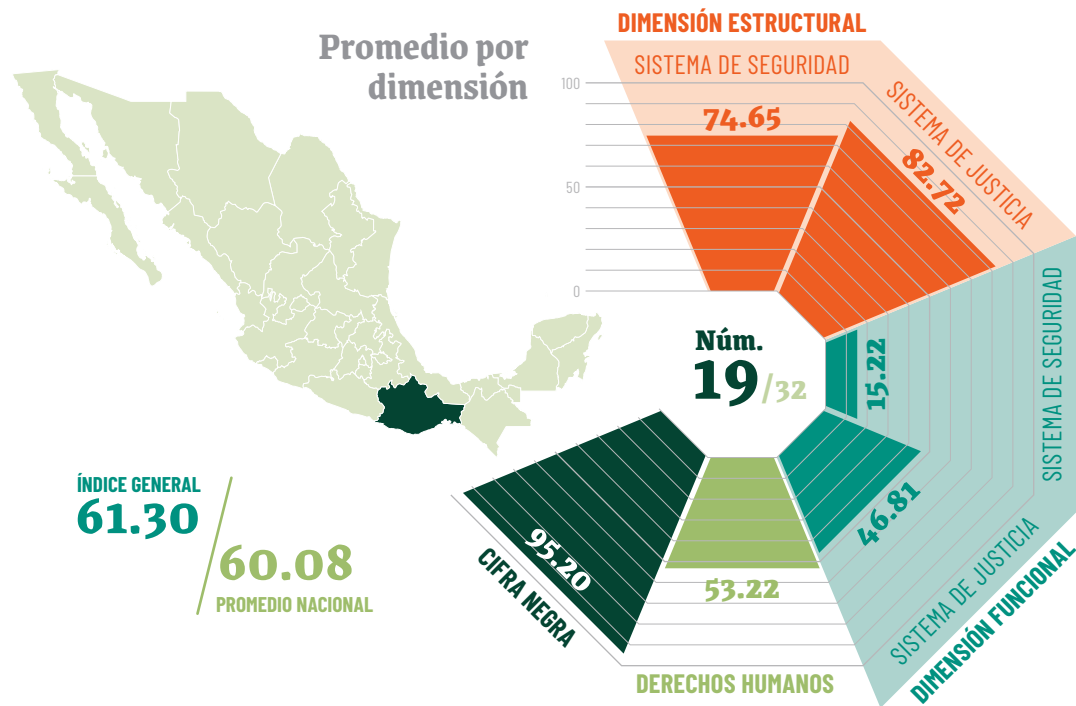 Promedio por
dimensión
DIMENSIÓN ESTRUCTURAL
SISTEMA DE SEGURIDAD
74.65
SISTEMA DE JUSTICIA
82.72
100
50
0
Núm.
19/32
SISTEMA DE SEGURIDAD
15.22
SISTEMA DE JUSTICIA
46.81
DIMENSIÓN FUNCIONAL
53.22
DERECHOS HUMANOS
95.20
CIFRA NEGRA
ÍNDICE GENERAL
61.30
60.08
PROMEDIO NACIONAL